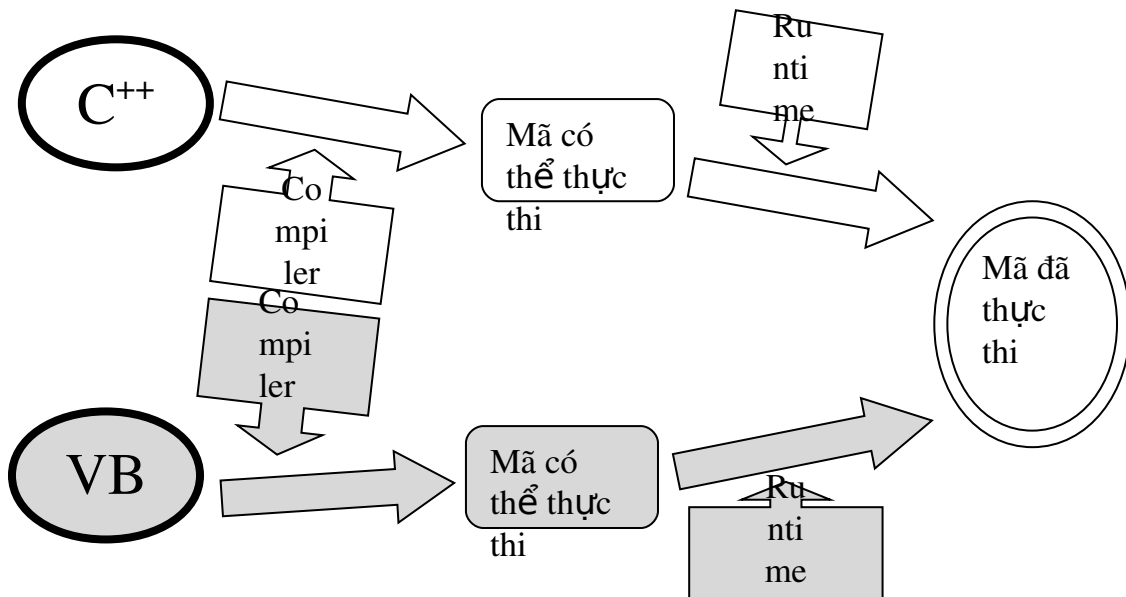 C++
Ru
nti
me
Mã có
thể thực
thi
Co
mpi
ler
Co
mpi
ler
Mã đã
thực
thi
VB
Mã có
thể thực
thi
Ru
nti
me